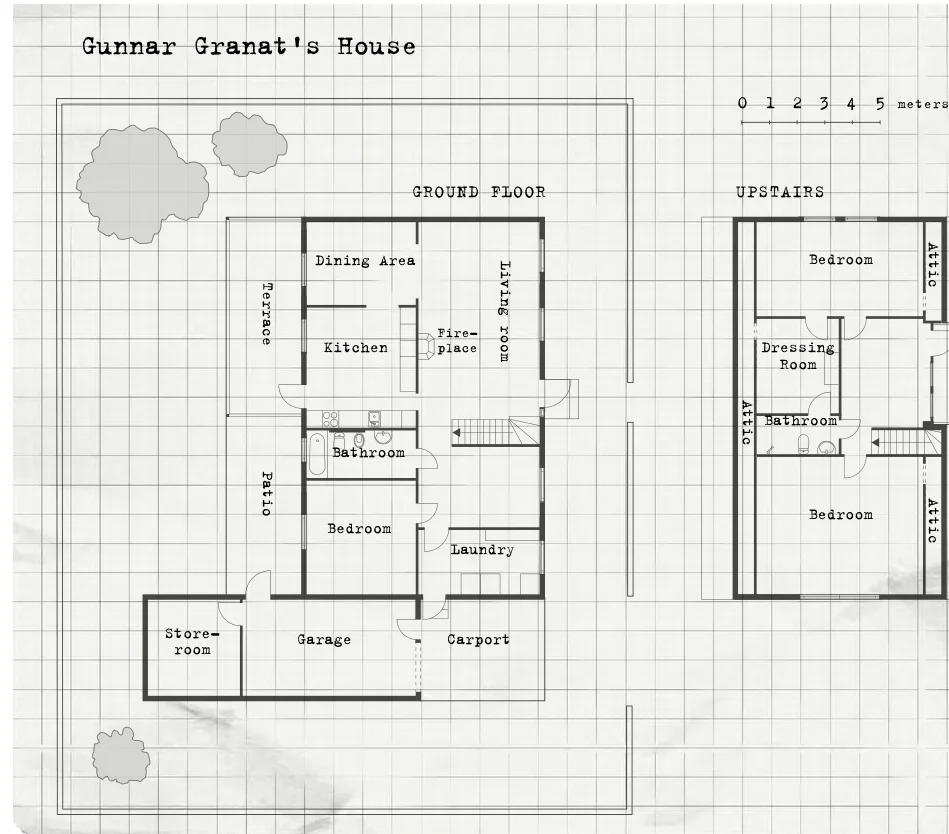 Gunnar Granat's House
0 1 2 3 4 5 meters
GROUND FLOOR
UPSTAIRS
Dining Area
Living room
Terrace
Kitchen
Fire-
place
Bathroom
Patio
Bedroom
Laundry
Store-
room
Garage
Carport
Bedroom
Attic
Dressing
Room
Attic
Bathroom
Bedroom
Attic